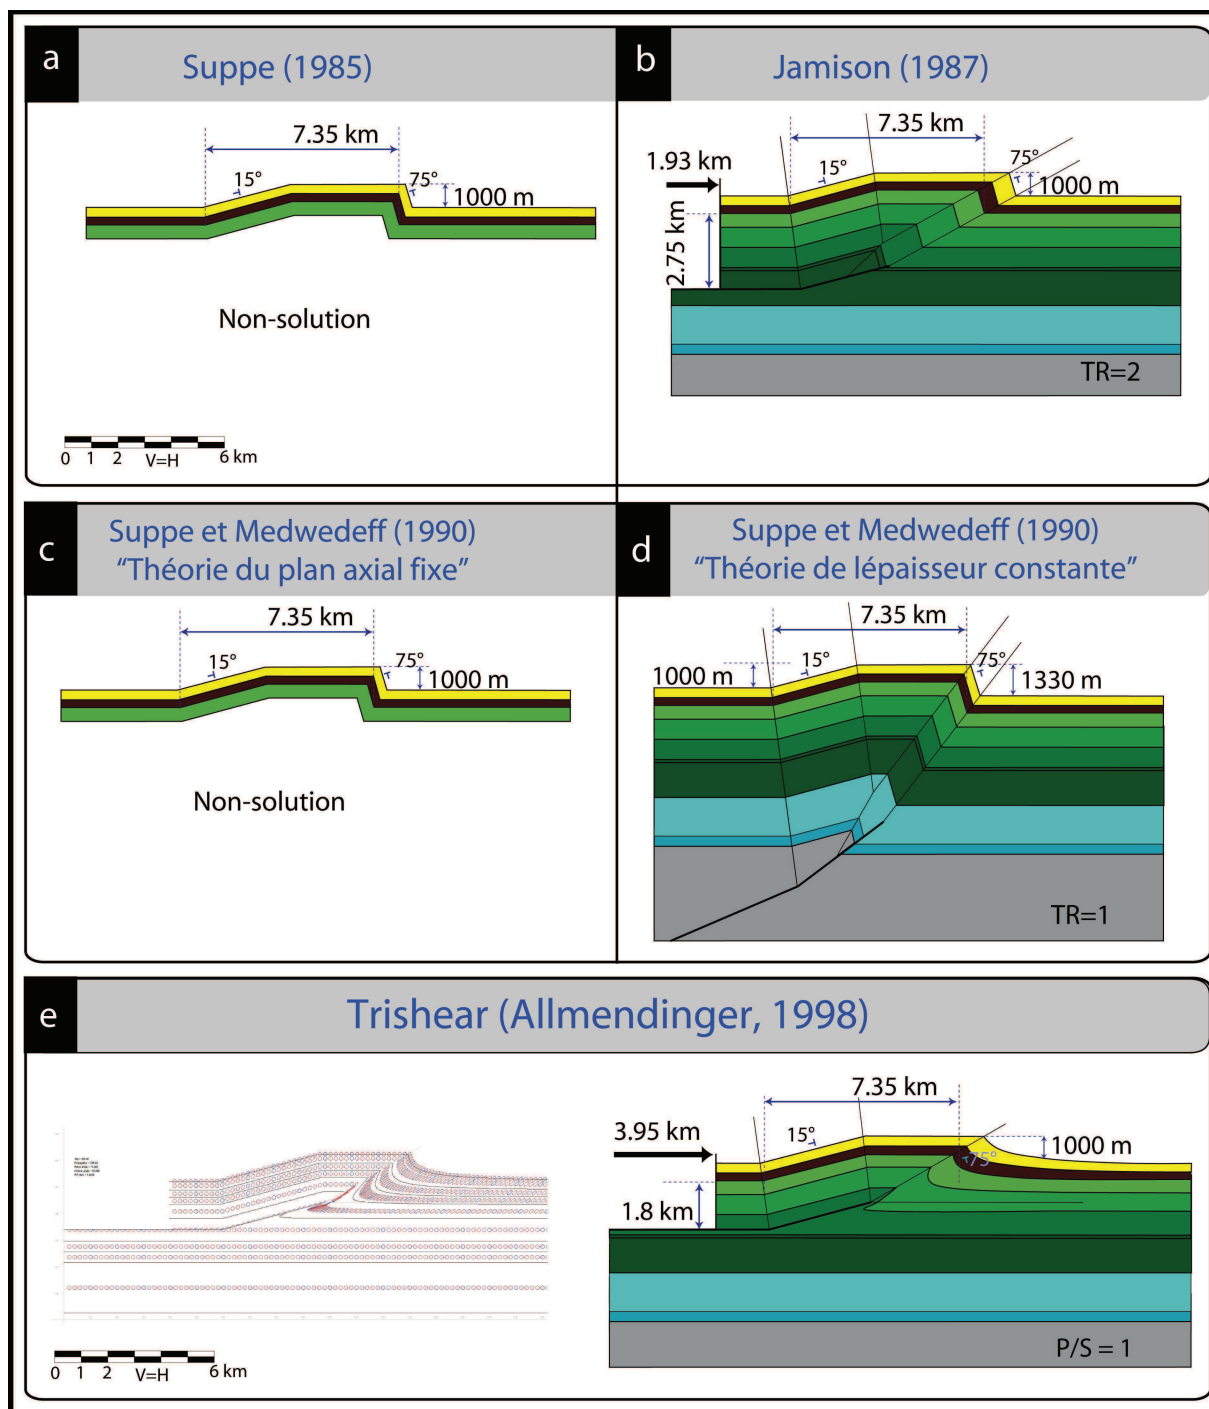 a
Suppe (1985)
7.35 km
15°
75°
1000 m
Non-solution
0 1 2 V=H 6 km
b
Jamison (1987)
7.35 km
1.93 km
15°
75°
1000 m
2.75 km
TR=2
c
Suppe et Medwedeff (1990)
“Théorie du plan axial fixe”
7.35 km
15°
75°
1000 m
Non-solution
d
Suppe et Medwedeff (1990)
“Théorie de lépaisseur constante”
7.35 km
1000 m
15°
75°
1330 m
TR=1
e
Trishear (Allmendinger, 1998)
0 1 2 V=H 6 km
7.35 km
3.95 km
15°
1000 m
75°
1.8 km
P/S = 1